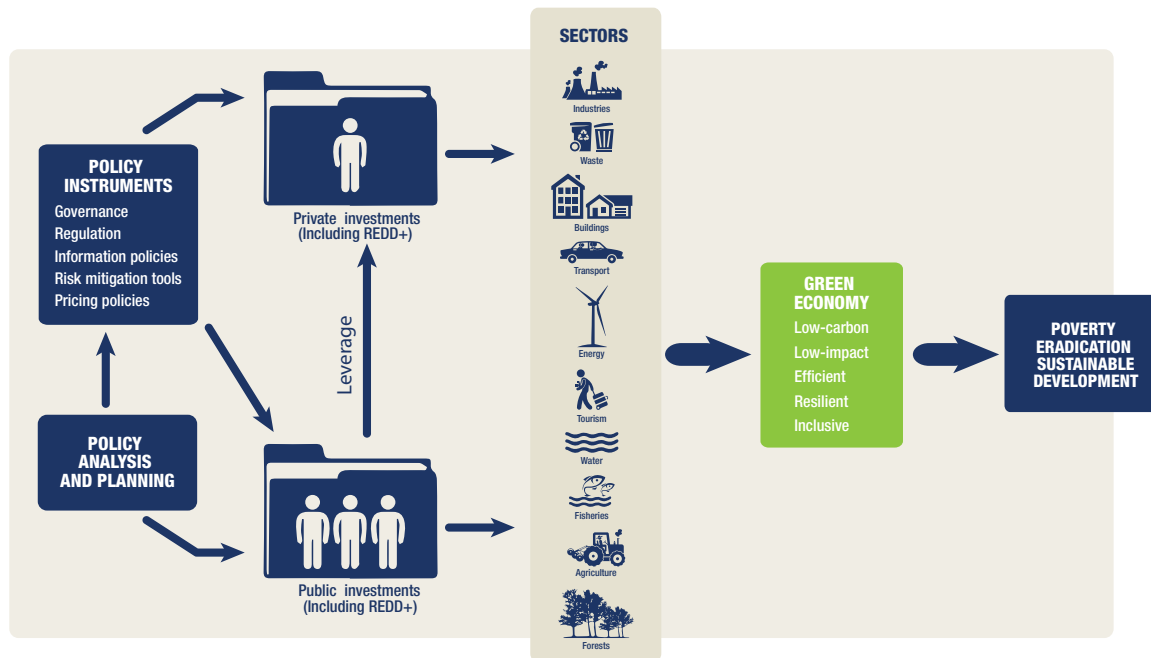 POLICY
INSTRUMENTS
Governance
Regulation
Information policies
Risk mitigation tools
Pricing policies
POLICY
ANALYSIS
AND PLANNING
Private investments
(Including REDD+)
Leverage
Public investments
(Including REDD+)
SECTORS
Industries
Waste
Buildings
Transport
Energy
Tourism
Water
Fisheries
Agriculture
Forests
GREEN
ECONOMY
Low-carbon
Low-impact
Efficient
Resilient
Inclusive
POVERTY
ERADICATION
SUSTAINABLE
DEVELOPMENT